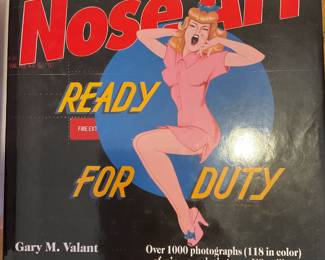 Nose Art
READY
FIRE EXT
FOR DUTY
Gary M. Valant
Over 1000 photographs (118 in color)